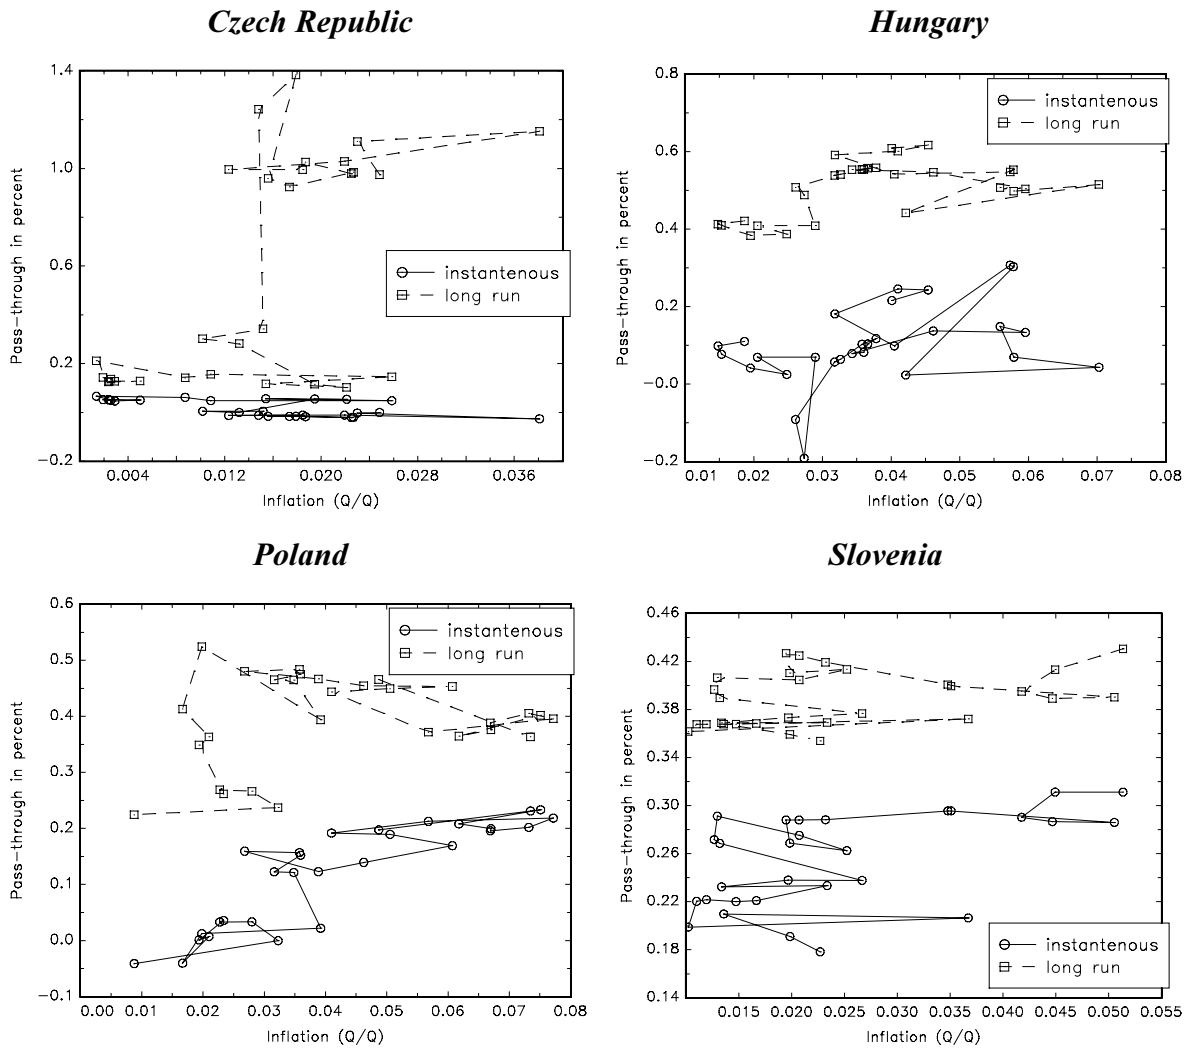 Czech Republic
Hungary
1.4
1.0
0.6
0.2
−0.2
Pass−through in percent
instantenous
long run
0.004
0.012
0.020
0.028
0.036
Inflation (Q/Q)
0.8
0.6
0.4
0.2
−0.0
−0.2
Pass−through in percent
instantenous
long run
0.01
0.02
0.03
0.04
0.05
0.06
0.07
0.08
Inflation (Q/Q)
Poland
Slovenia
0.6
0.5
0.4
0.3
0.2
0.1
0.0
−0.1
Pass−through in percent
instantenous
long run
0.00
0.01
0.02
0.03
0.04
0.05
0.06
0.07
0.08
Inflation (Q/Q)
0.46
0.42
0.38
0.34
0.30
0.26
0.22
0.18
0.14
Pass−through in percent
instantenous
long run
0.015
0.020
0.025
0.030
0.035
0.040
0.045
0.050
0.055
Inflation (Q/Q)